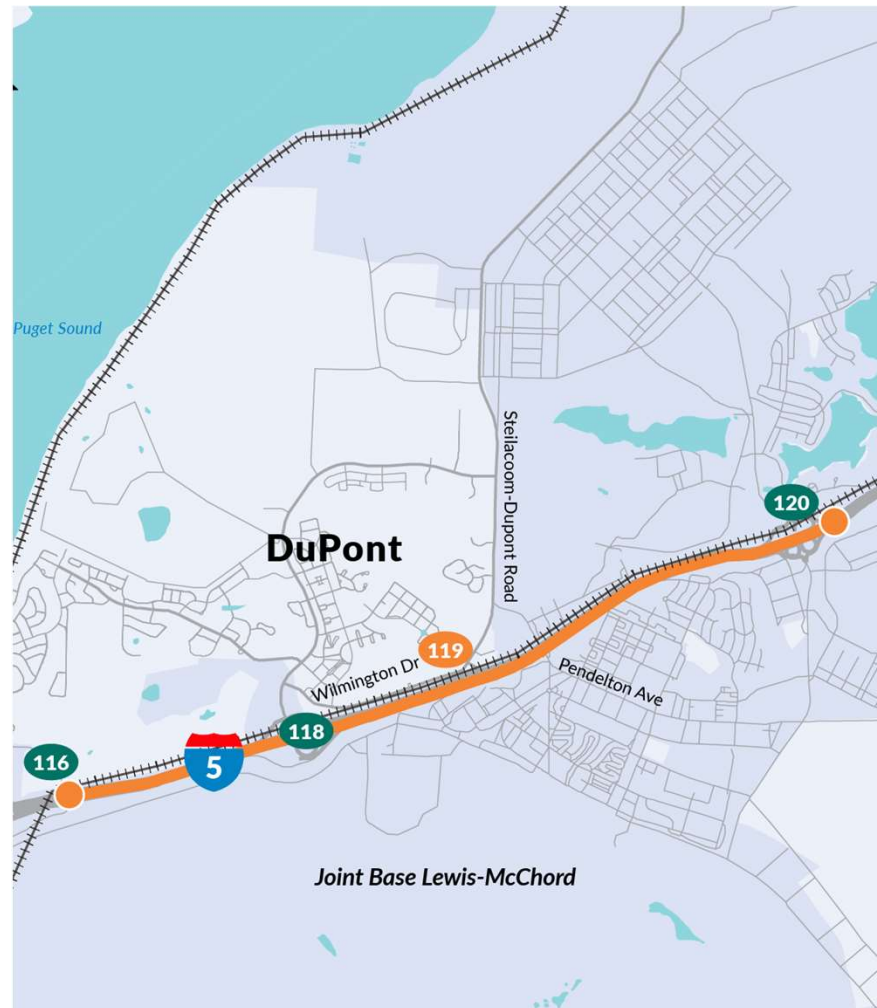 Puget Sound
Steilacoom-Dupont Road
120
DuPont
119
Wilmington Dr
Pendelton Ave
118
116
5
Joint Base Lewis-McChord